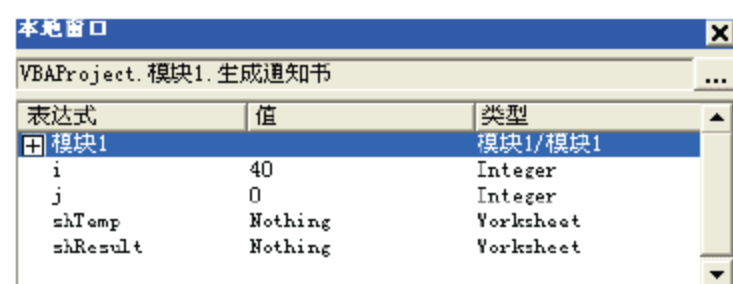 本地窗口
VBAProject.模块1.生成通知书
...
表达式 值 类型
模块1 模块1/模块1
i 40 Integer
j 0 Integer
shTemp Nothing Worksheet
shResult Nothing Worksheet